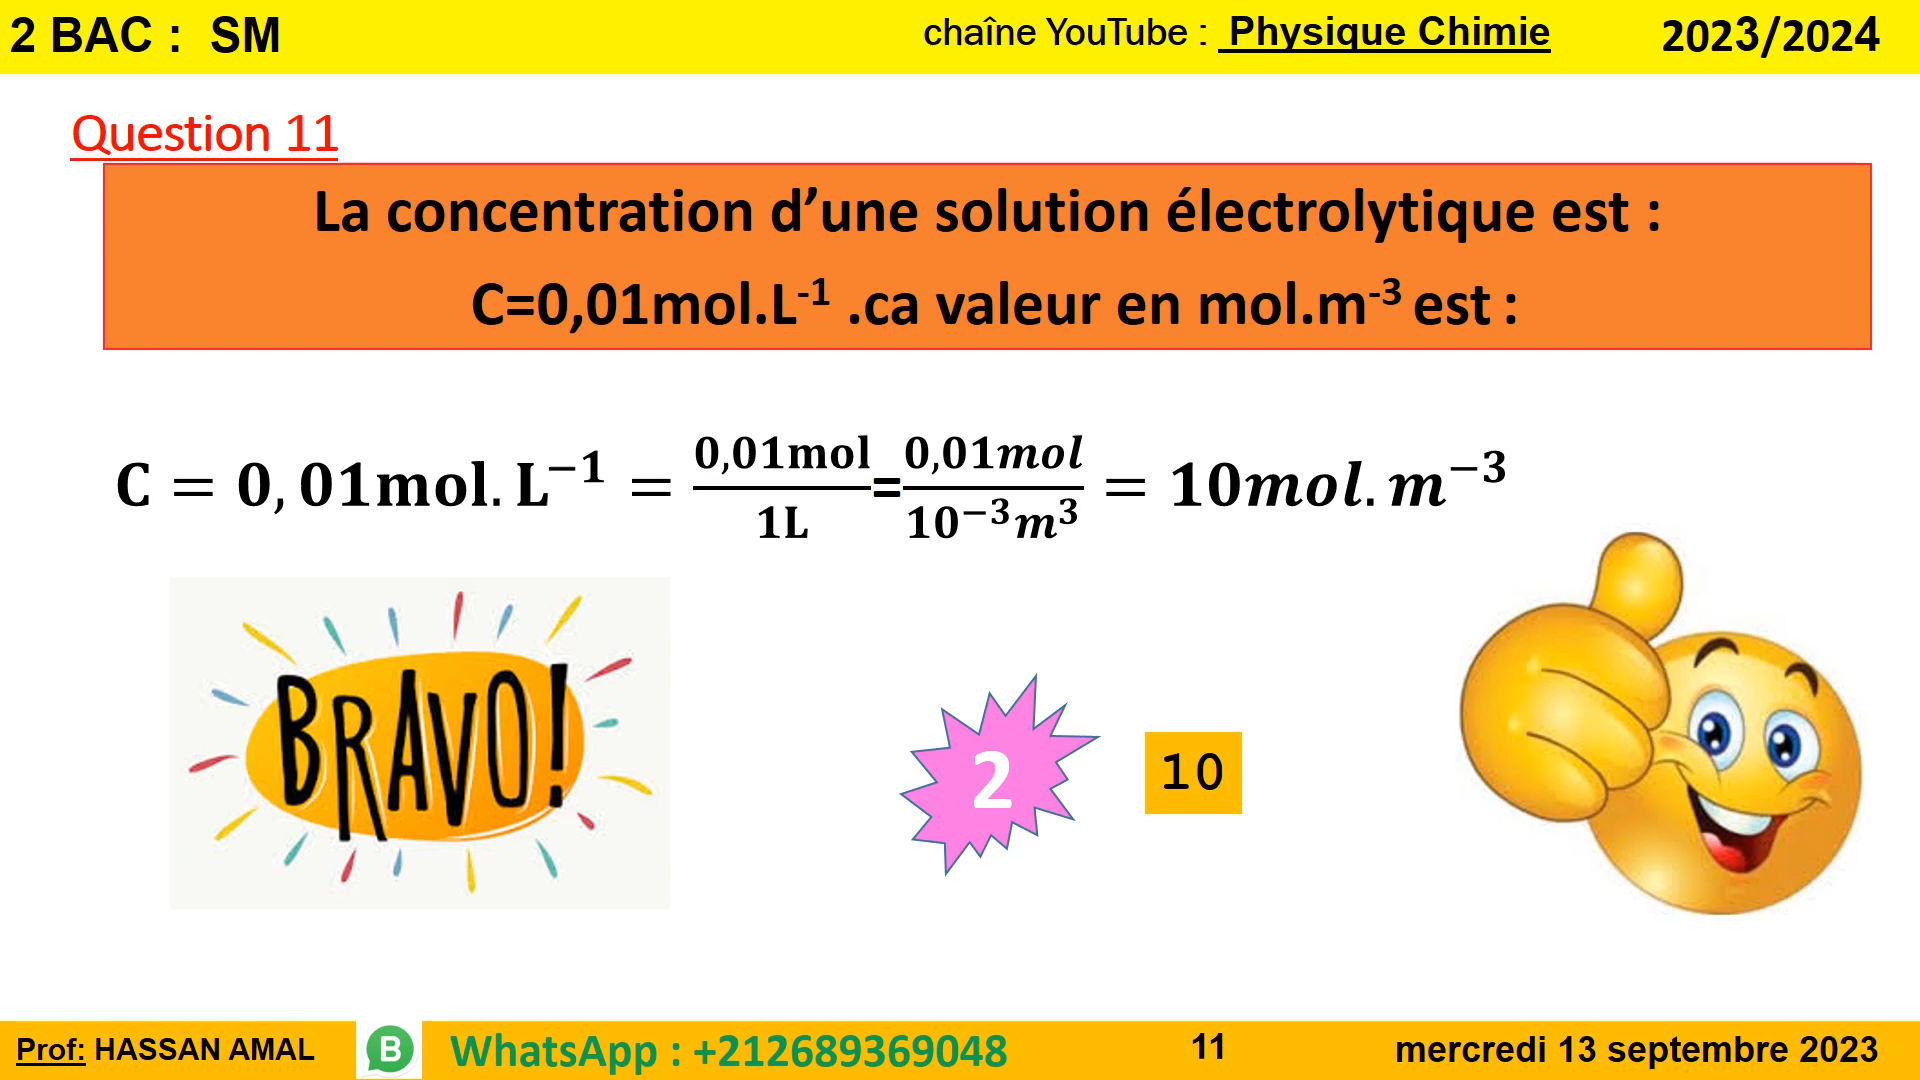 2 BAC :  SM
chaîne YouTube : Physique Chimie
2023/2024
Question 11
La concentration d’une solution électrolytique est :
C=0,01mol.L⁻¹ .ca valeur en mol.m⁻³ est :
C = 0,01mol.L⁻¹ = 0,01mol/1L = 0,01mol/10⁻³m³ = 10mol.m⁻³
BRAVO!
2
10
Prof: HASSAN AMAL
B
WhatsApp : +212689369048
11
mercredi 13 septembre 2023